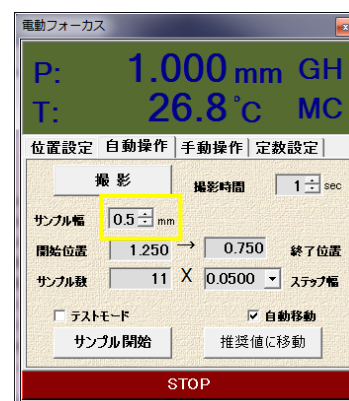 電動フォーカス
P: 1.000 mm GH
T: 26.8°C MC
位置設定 自動操作 手動操作 定数設定
撮 影 撮影時間 1 sec
サンプル幅 0.5 mm
開始位置 1.250 → 0.750 終了位置
サンプル数 11 X 0.0500 ステップ幅
テストモード 自動移動
サンプル開始 推奨値に移動
STOP